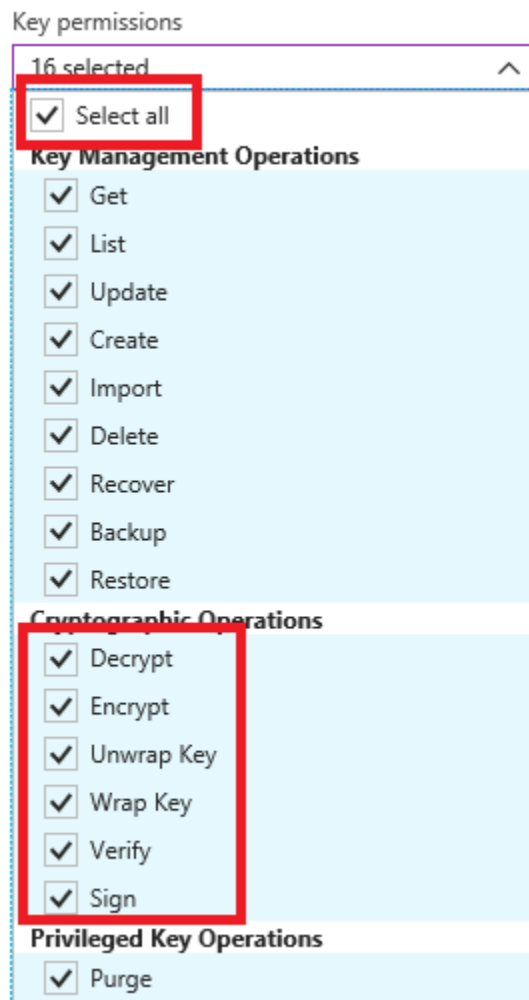 Key permissions
16 selected
Select all
Key Management Operations
Get
List
Update
Create
Import
Delete
Recover
Backup
Restore
Cryptographic Operations
Decrypt
Encrypt
Unwrap Key
Wrap Key
Verify
Sign
Privileged Key Operations
Purge